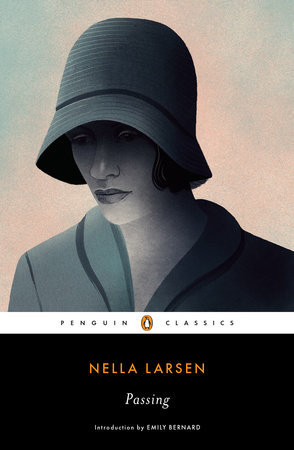 PENGUIN CLASSICS
NELLA LARSEN
Passing
Introduction by EMILY BERNARD